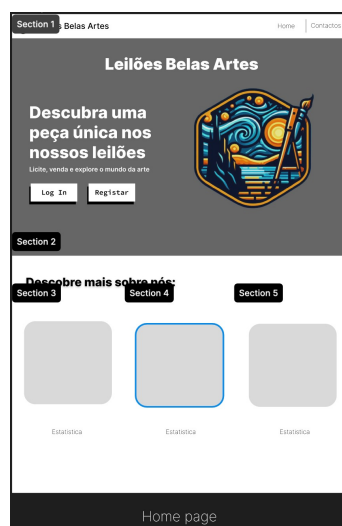 Section 1
s Belas Artes
Home
Contactos
Leilões Belas Artes
Descubra uma
peça única nos
nossos leilões
Licite, venda e explore o mundo da arte
Log In
Registar
Section 2
Descobre mais sobre nós:
Section 3
Section 4
Section 5
Estatistica
Estatistica
Estatistica
Home page